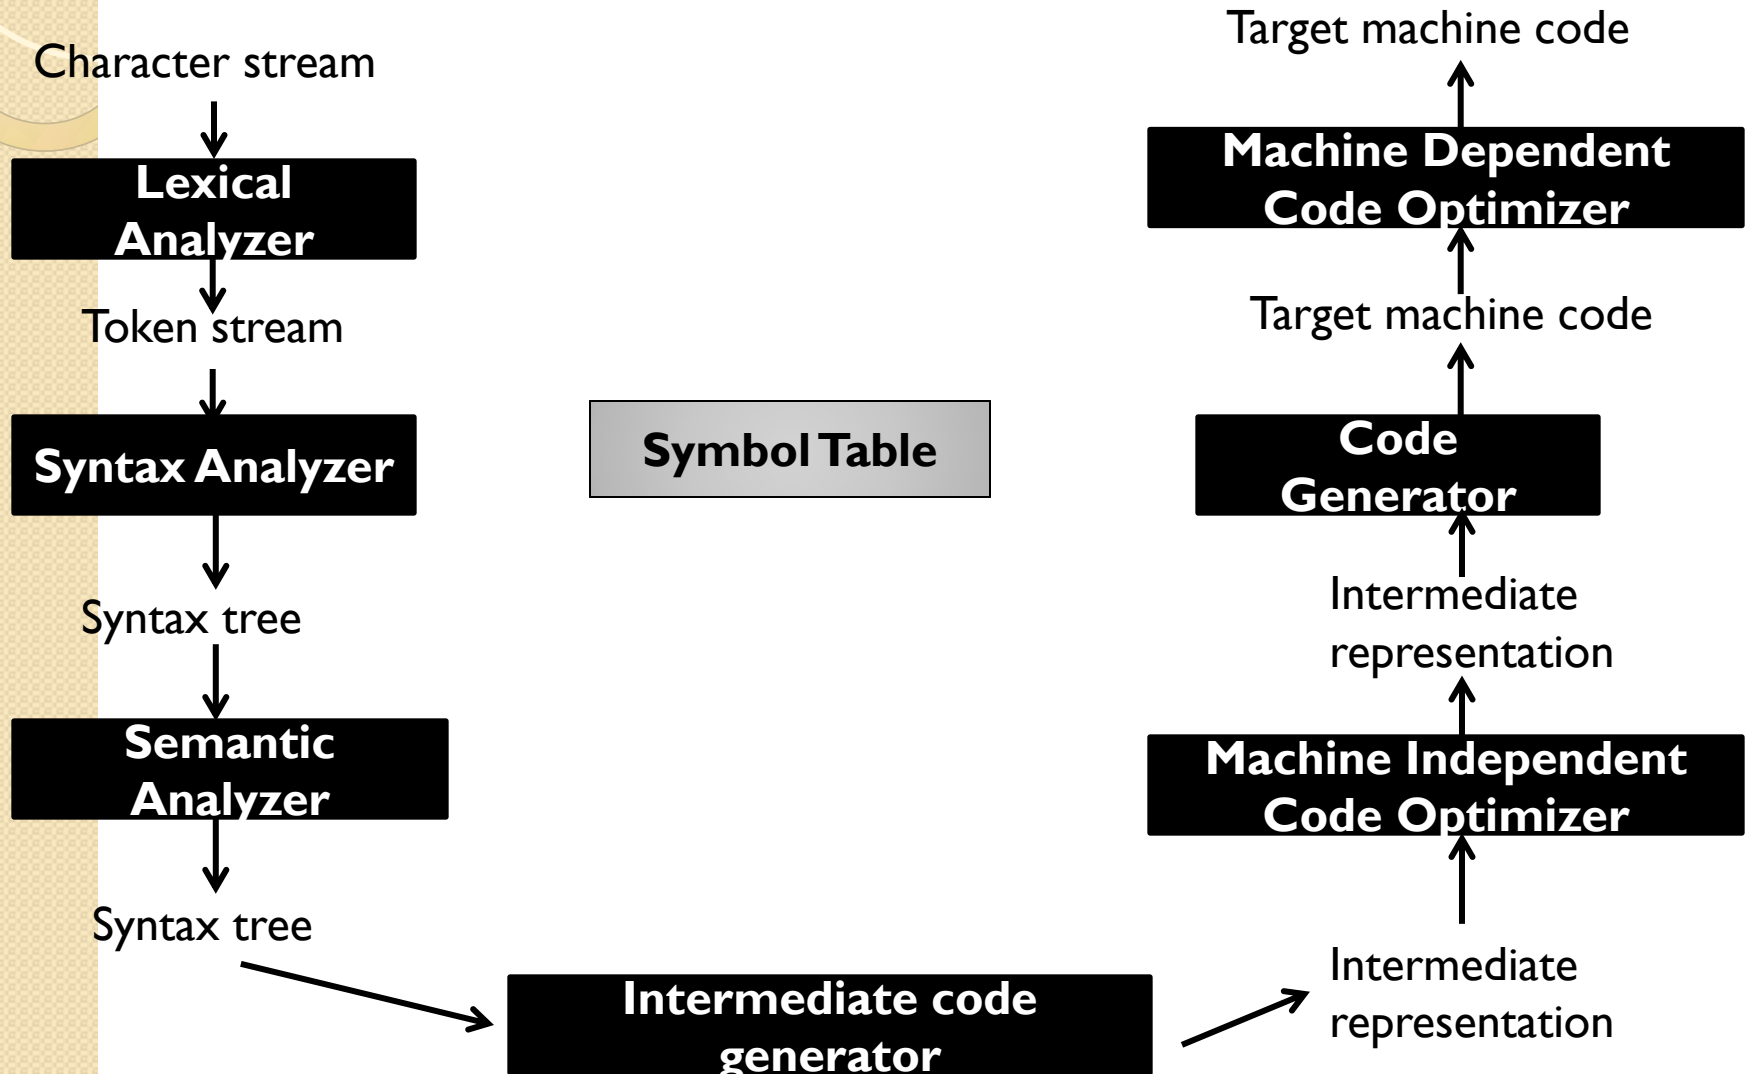 Character stream
Lexical
Analyzer
Token stream
Syntax Analyzer
Syntax tree
Semantic
Analyzer
Syntax tree
Intermediate code
generator
Symbol Table
Target machine code
Machine Dependent
Code Optimizer
Target machine code
Code
Generator
Intermediate
representation
Machine Independent
Code Optimizer
Intermediate
representation